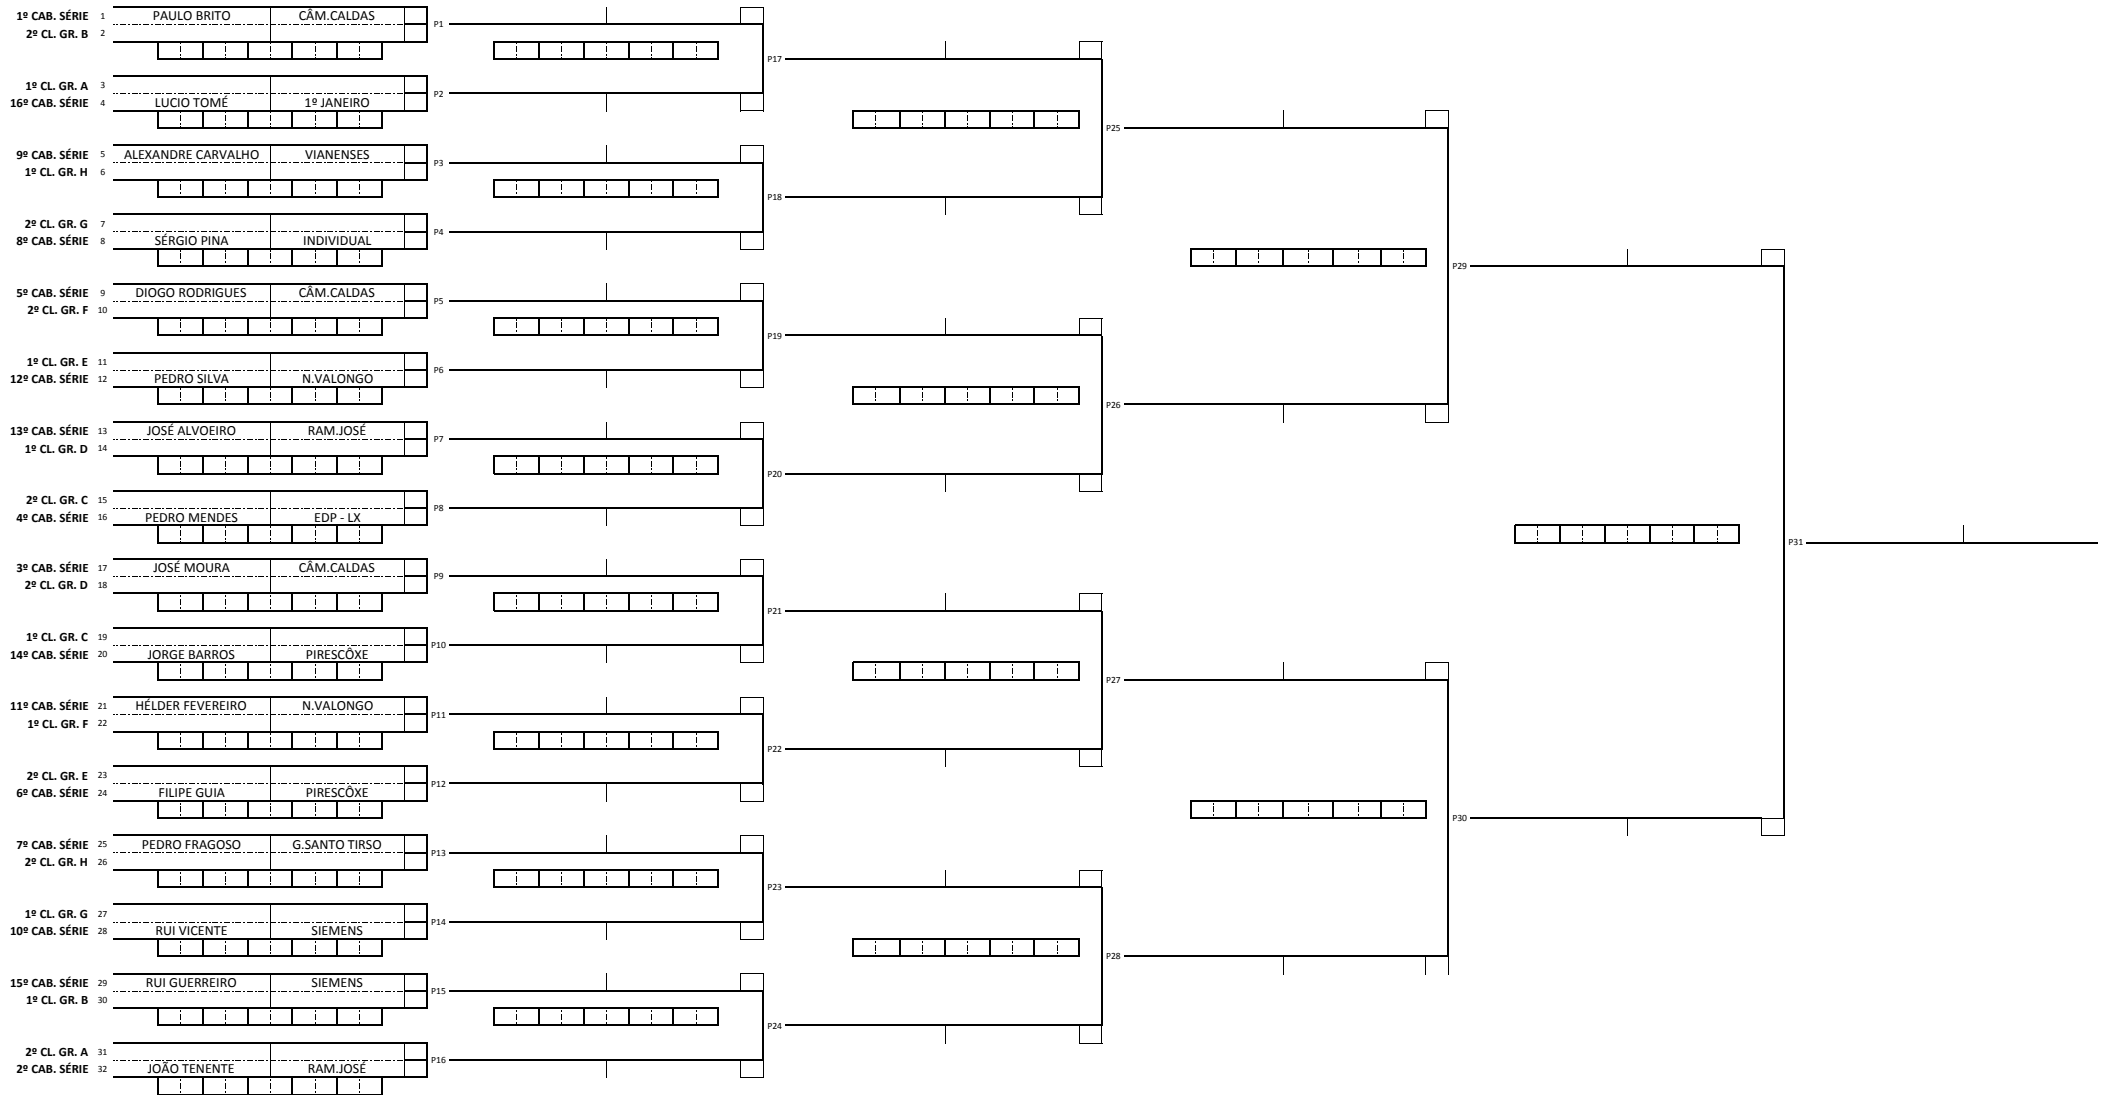 1º CAB. SÉRIE 1 PAULO BRITO CÂM.CALDAS
P1
2º CL. GR. B 2
P17
1º CL. GR. A 3
P2
16º CAB. SÉRIE 4 LUCIO TOMÉ 1º JANEIRO
P25
9º CAB. SÉRIE 5 ALEXANDRE CARVALHO VIANENSES
P3
1º CL. GR. H 6
P18
2º CL. GR. G 7
P4
8º CAB. SÉRIE 8 SÉRGIO PINA INDIVIDUAL
P29
5º CAB. SÉRIE 9 DIOGO RODRIGUES CÂM.CALDAS
P5
2º CL. GR. F 10
P19
1º CL. GR. E 11
P6
12º CAB. SÉRIE 12 PEDRO SILVA N.VALONGO
P26
13º CAB. SÉRIE 13 JOSÉ ALVOEIRO RAM.JOSÉ
P7
1º CL. GR. D 14
P20
2º CL. GR. C 15
P8
4º CAB. SÉRIE 16 PEDRO MENDES EDP - LX
P31
3º CAB. SÉRIE 17 JOSÉ MOURA CÂM.CALDAS
P9
2º CL. GR. D 18
P21
1º CL. GR. C 19
P10
14º CAB. SÉRIE 20 JORGE BARROS PIRESCÔXE
P27
11º CAB. SÉRIE 21 HÉLDER FEVEREIRO N.VALONGO
P11
1º CL. GR. F 22
P22
2º CL. GR. E 23
P12
6º CAB. SÉRIE 24 FILIPE GUIA PIRESCÔXE
P30
7º CAB. SÉRIE 25 PEDRO FRAGOSO G.SANTO TIRSO
P13
2º CL. GR. H 26
P23
1º CL. GR. G 27
P14
10º CAB. SÉRIE 28 RUI VICENTE SIEMENS
P28
15º CAB. SÉRIE 29 RUI GUERREIRO SIEMENS
P15
1º CL. GR. B 30
P24
2º CL. GR. A 31
P16
2º CAB. SÉRIE 32 JOÃO TENENTE RAM.JOSÉ